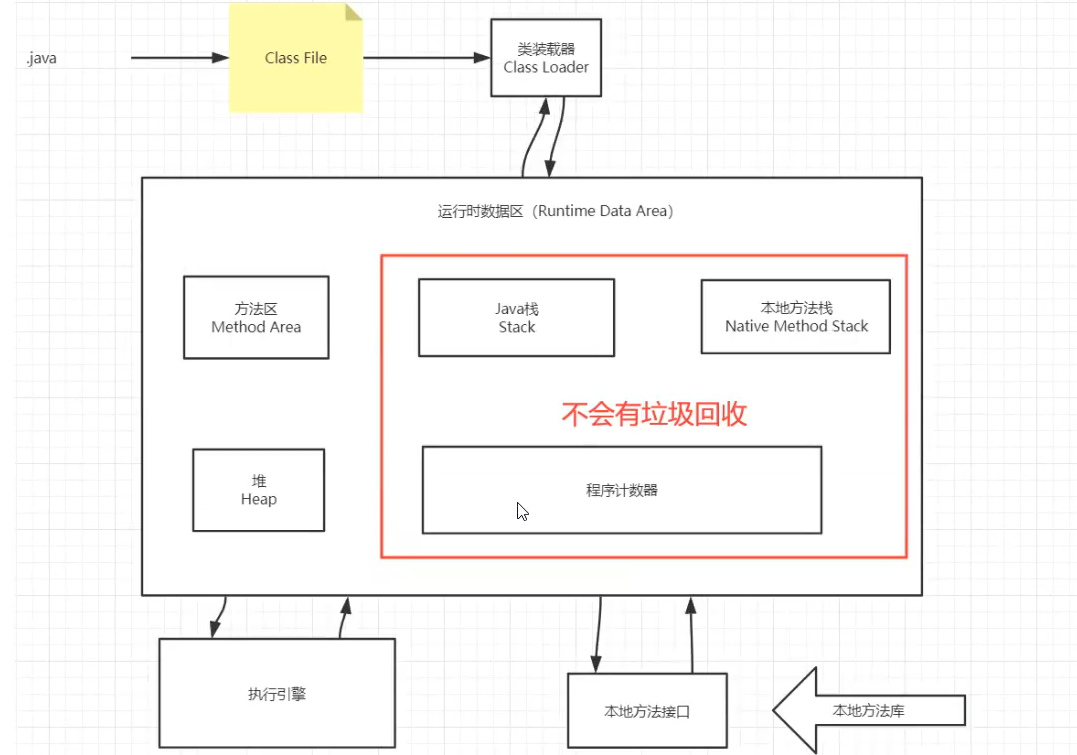 .java
Class File
类装载器
Class Loader
运行时数据区（Runtime Data Area）
方法区
Method Area
Java栈
Stack
本地方法栈
Native Method Stack
不会有垃圾回收
堆
Heap
程序计数器
执行引擎
本地方法接口
本地方法库